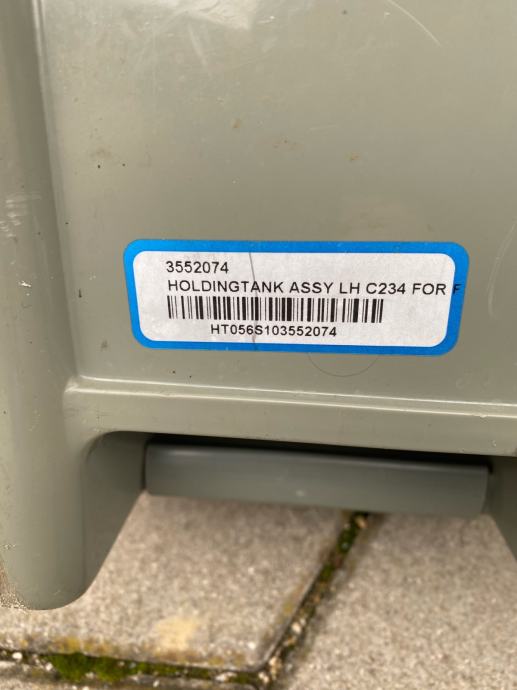 3552074
HOLDINGTANK ASSY LH C234 FOR F
HT056S103552074